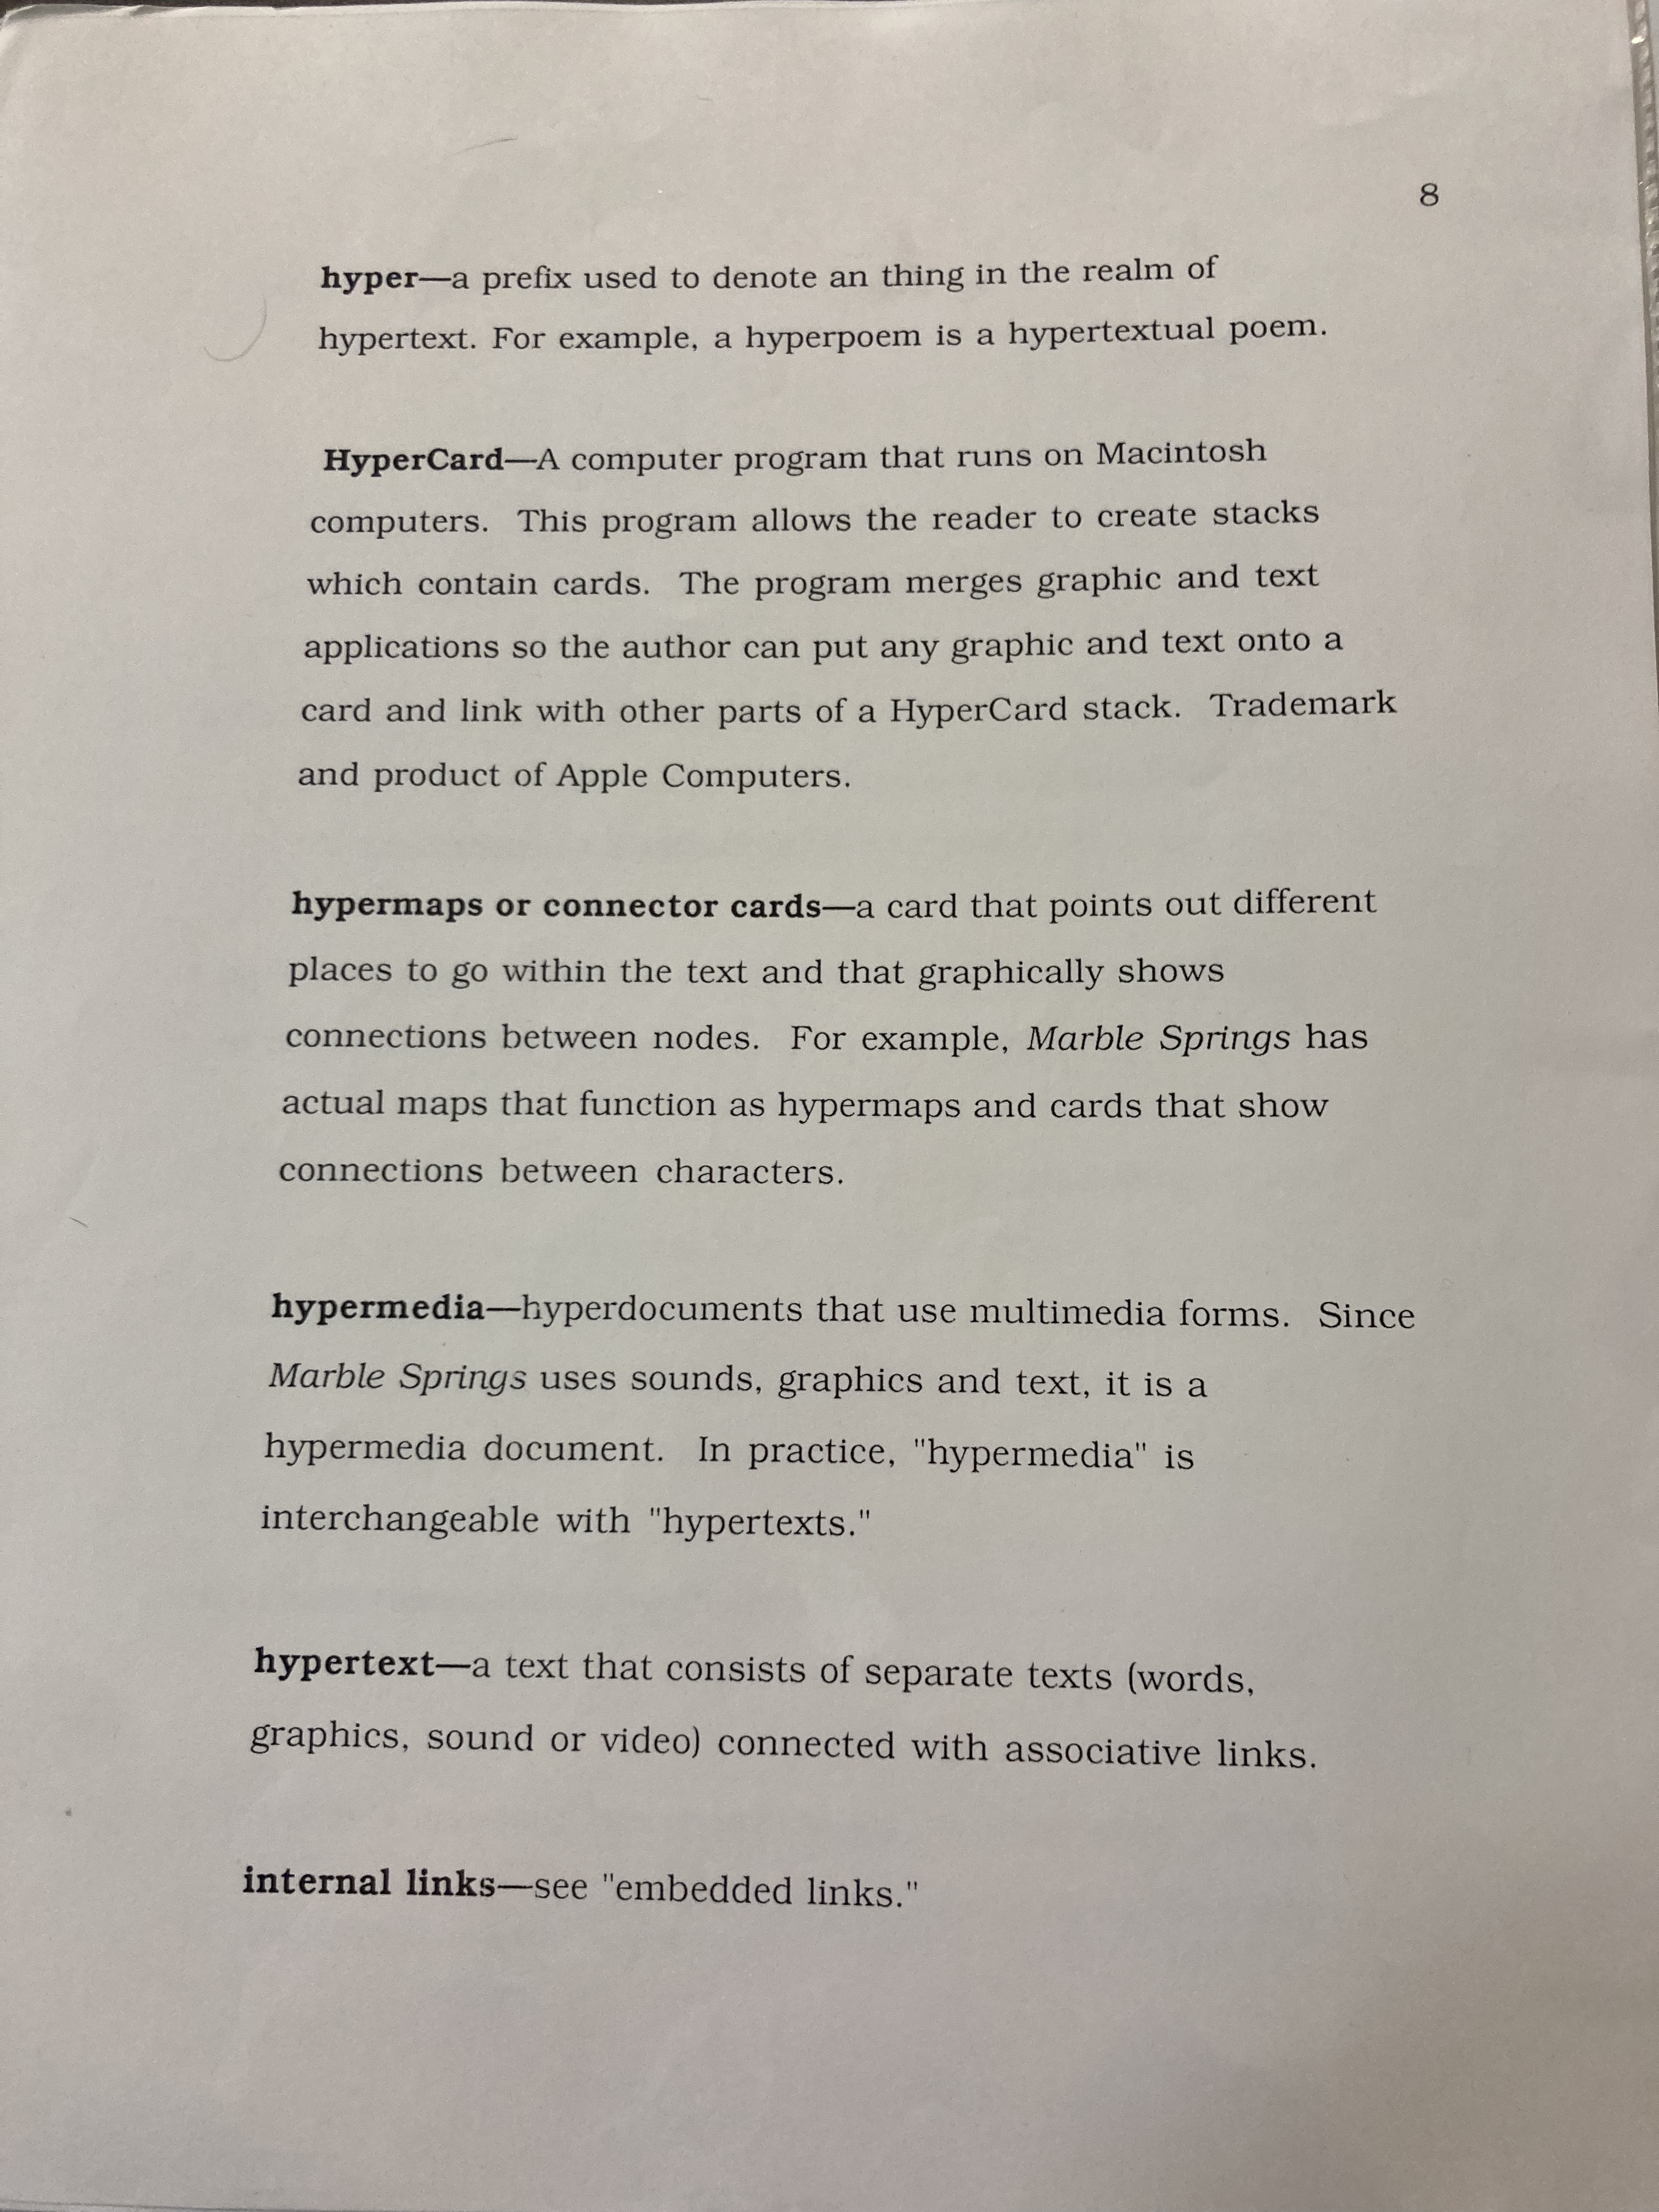 8
hyper—a prefix used to denote an thing in the realm of
hypertext. For example, a hyperpoem is a hypertextual poem.
HyperCard—A computer program that runs on Macintosh
computers. This program allows the reader to create stacks
which contain cards. The program merges graphic and text
applications so the author can put any graphic and text onto a
card and link with other parts of a HyperCard stack. Trademark
and product of Apple Computers.
hypermaps or connector cards—a card that points out different
places to go within the text and that graphically shows
connections between nodes. For example, Marble Springs has
actual maps that function as hypermaps and cards that show
connections between characters.
hypermedia—hyperdocuments that use multimedia forms. Since
Marble Springs uses sounds, graphics and text, it is a
hypermedia document. In practice, "hypermedia" is
interchangeable with "hypertexts."
hypertext—a text that consists of separate texts (words,
graphics, sound or video) connected with associative links.
internal links—see "embedded links."